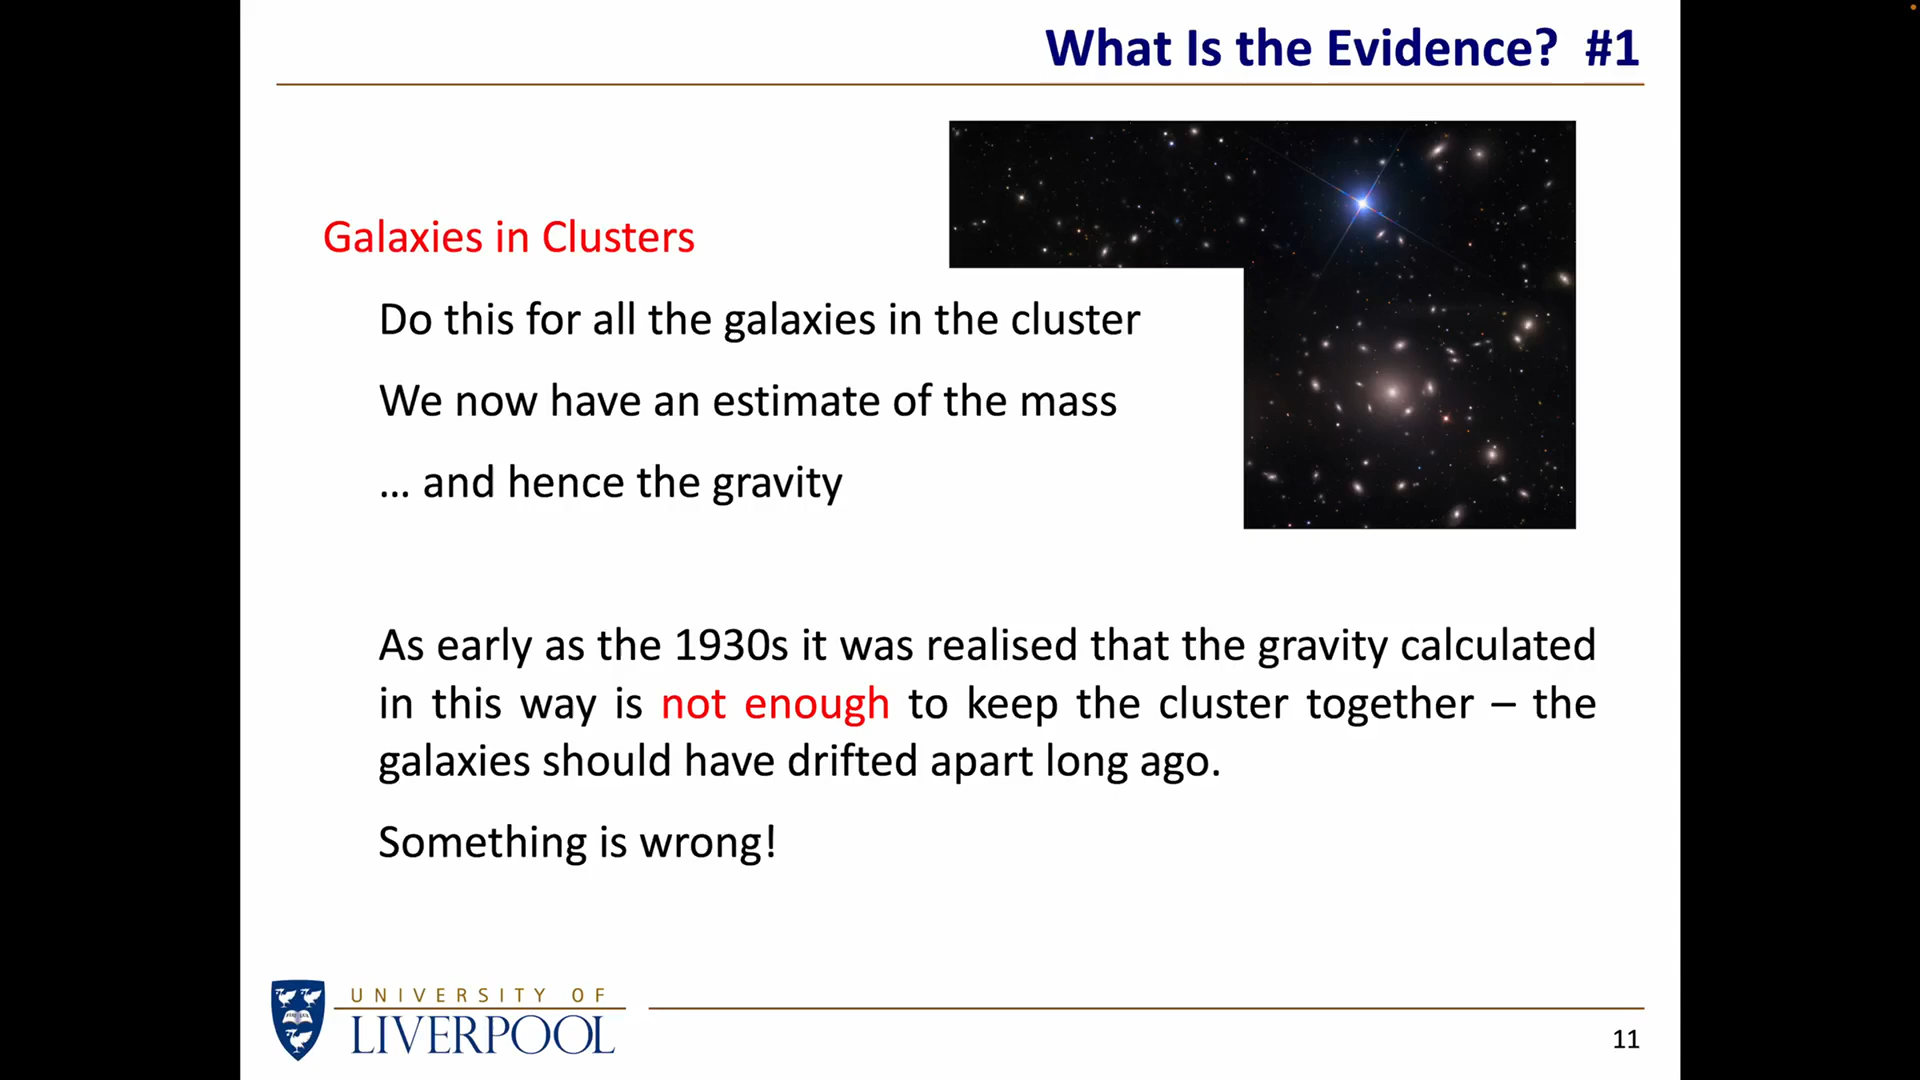 What Is the Evidence? #1
Galaxies in Clusters
Do this for all the galaxies in the cluster
We now have an estimate of the mass
... and hence the gravity
As early as the 1930s it was realised that the gravity calculated
in this way is not enough to keep the cluster together – the
galaxies should have drifted apart long ago.
Something is wrong!
UNIVERSITY OF
LIVERPOOL
11